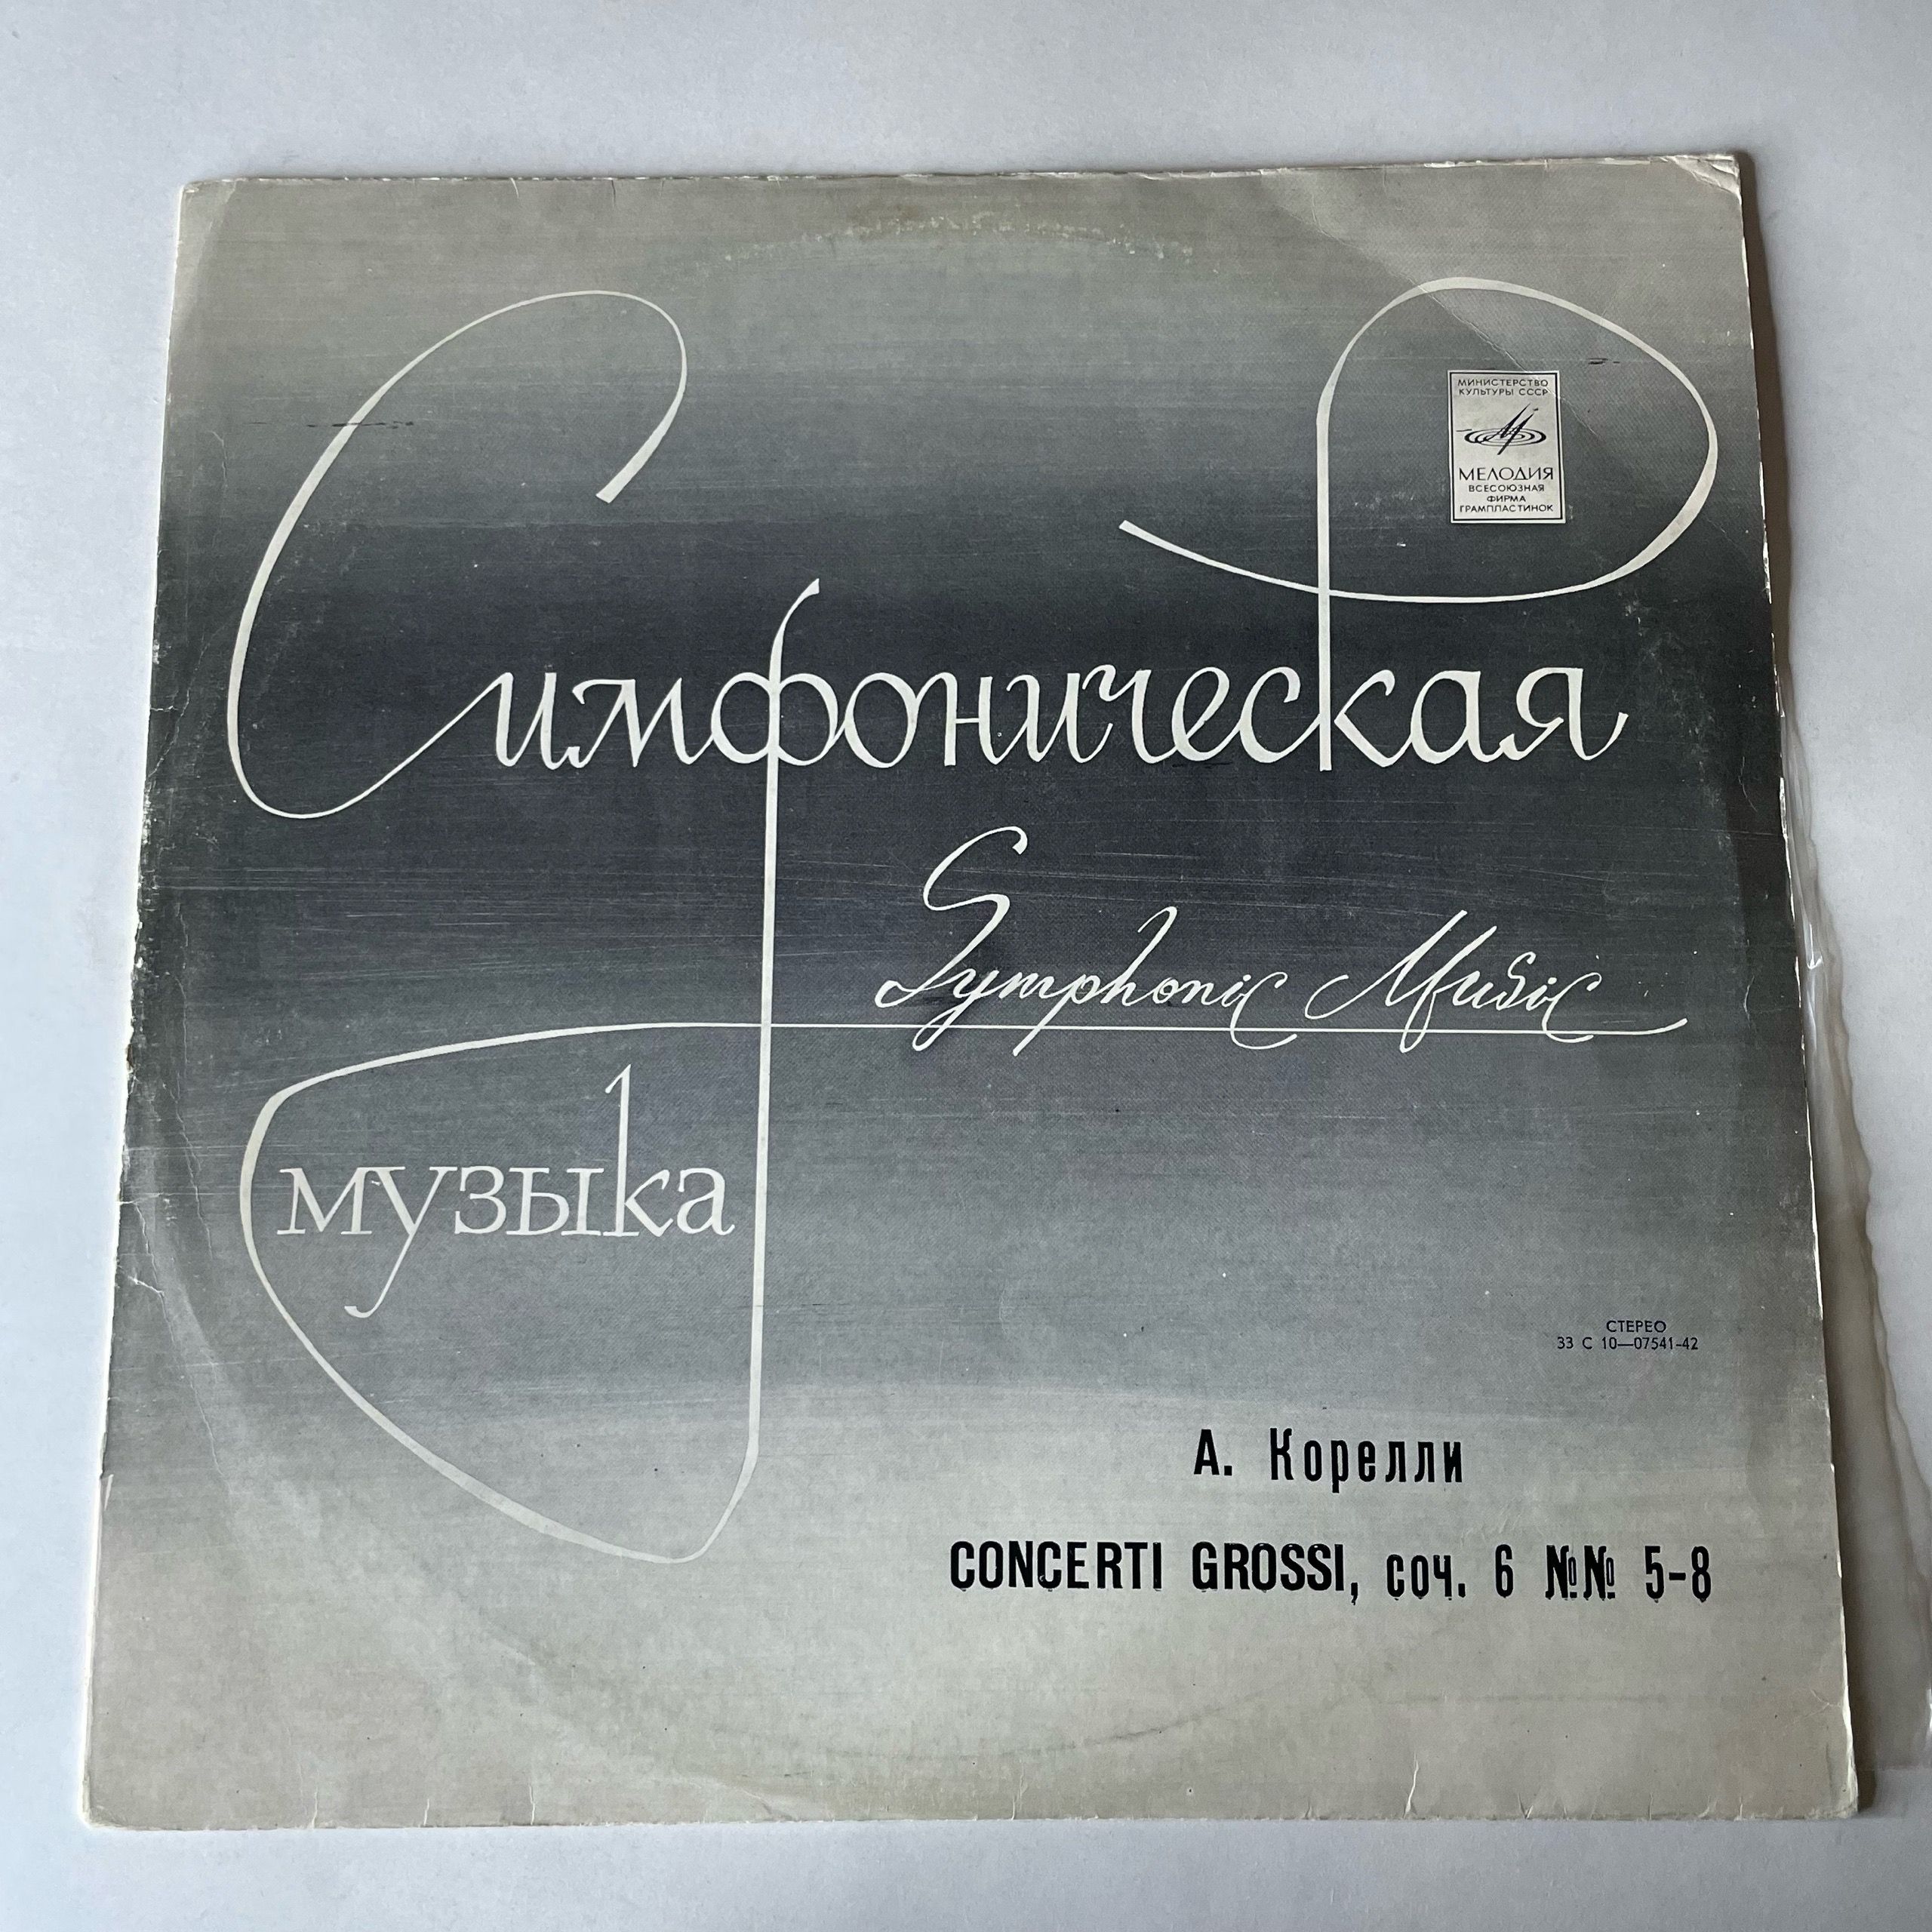 МИНИСТЕРСТВО
КУЛЬТУРЫ СССР
МЕЛОДИЯ
ВСЕСОЮЗНАЯ
ФИРМА
ГРАМПЛАСТИНОК
Симфоническая
Symphonic Music
музыка
СТЕРЕО
33 С 10—07541-42
А. Корелли
CONCERTI GROSSI, соч. 6 №№ 5-8